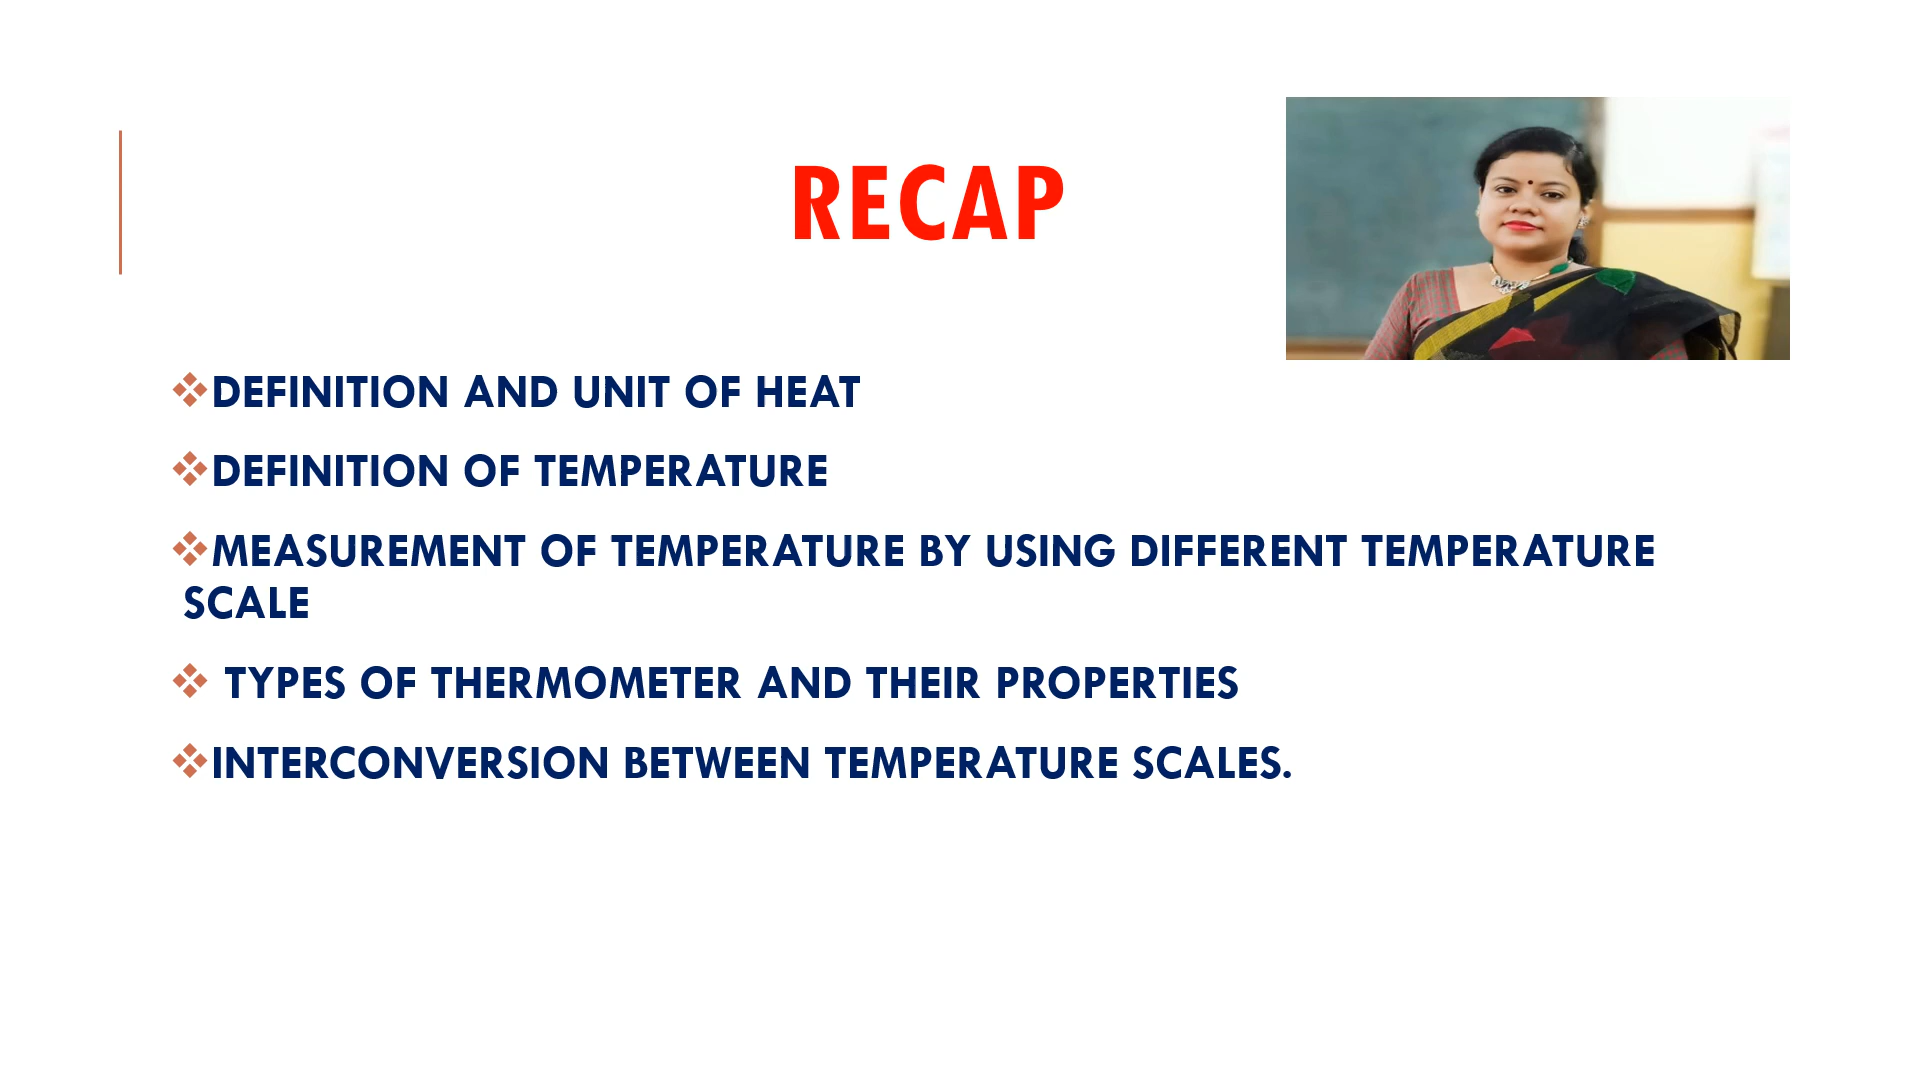 RECAP
❖DEFINITION AND UNIT OF HEAT
❖DEFINITION OF TEMPERATURE
❖MEASUREMENT OF TEMPERATURE BY USING DIFFERENT TEMPERATURE
SCALE
❖ TYPES OF THERMOMETER AND THEIR PROPERTIES
❖INTERCONVERSION BETWEEN TEMPERATURE SCALES.